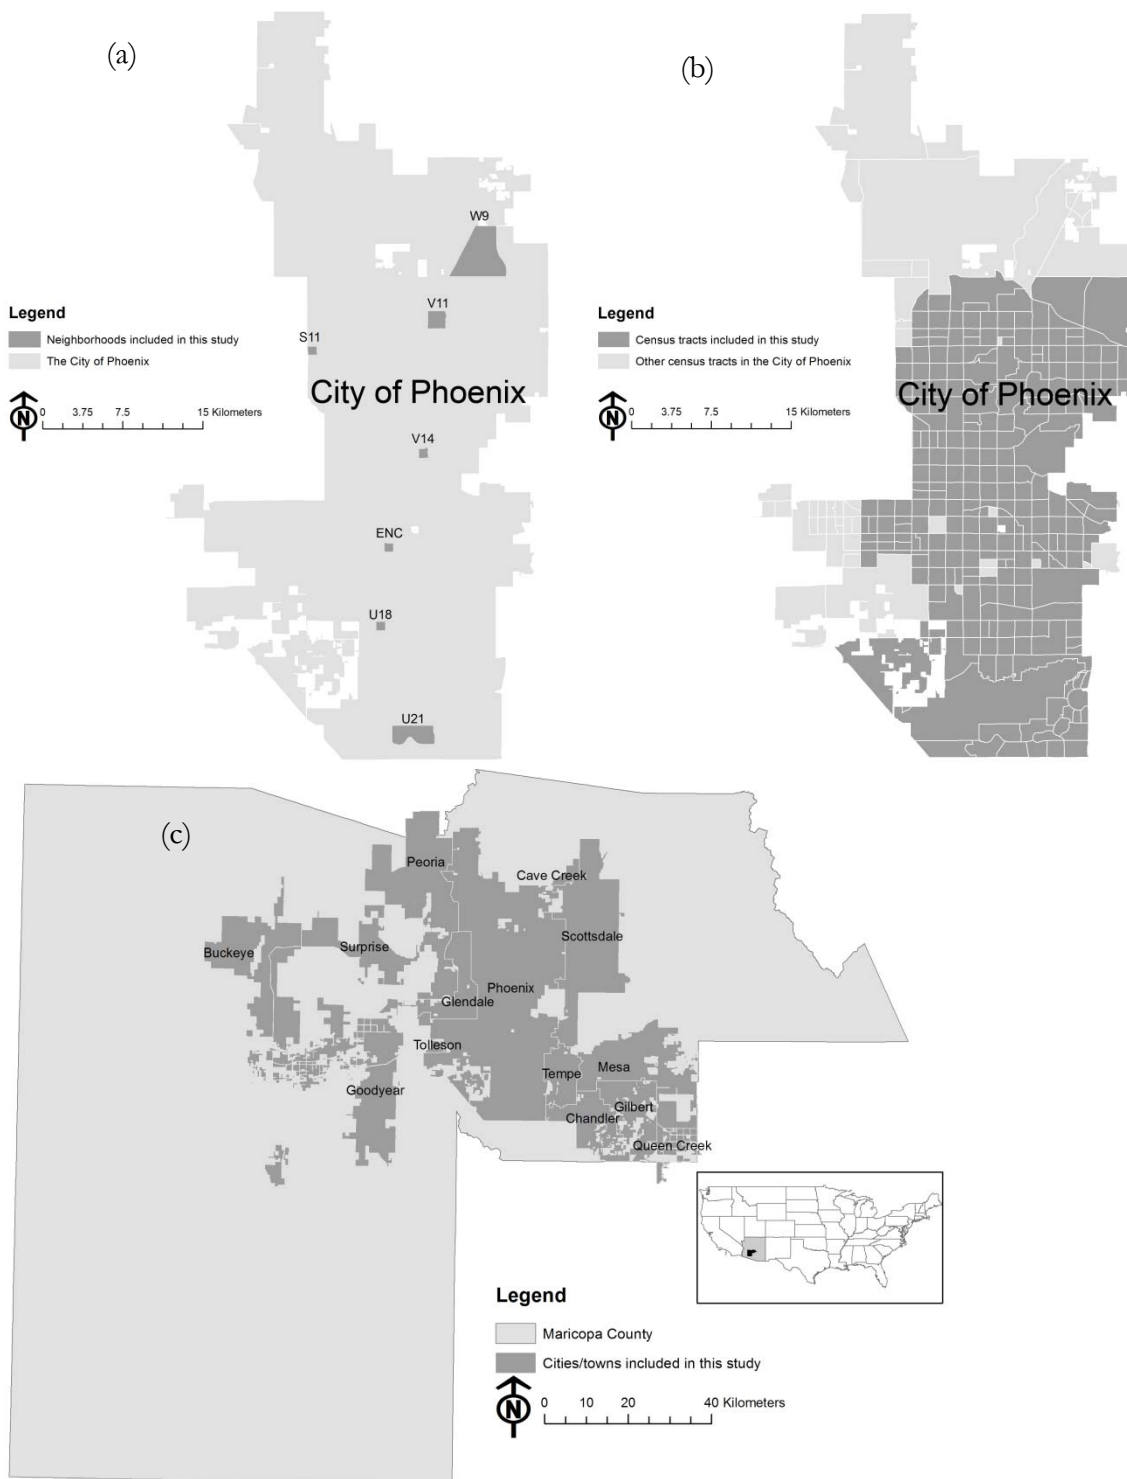 (a)
W9
V11
Legend
Neighborhoods included in this study
The City of Phoenix
S11
City of Phoenix
N
0 3.75 7.5 15 Kilometers
V14
ENC
U18
U21
(b)
Legend
Census tracts included in this study
Other census tracts in the City of Phoenix
City of Phoenix
N
0 3.75 7.5 15 Kilometers
(c)
Peoria
Cave Creek
Buckeye
Surprise
Scottsdale
Phoenix
Glendale
Tolleson
Tempe
Mesa
Goodyear
Gilbert
Chandler
Queen Creek
Legend
Maricopa County
Cities/towns included in this study
N
0 10 20 40 Kilometers